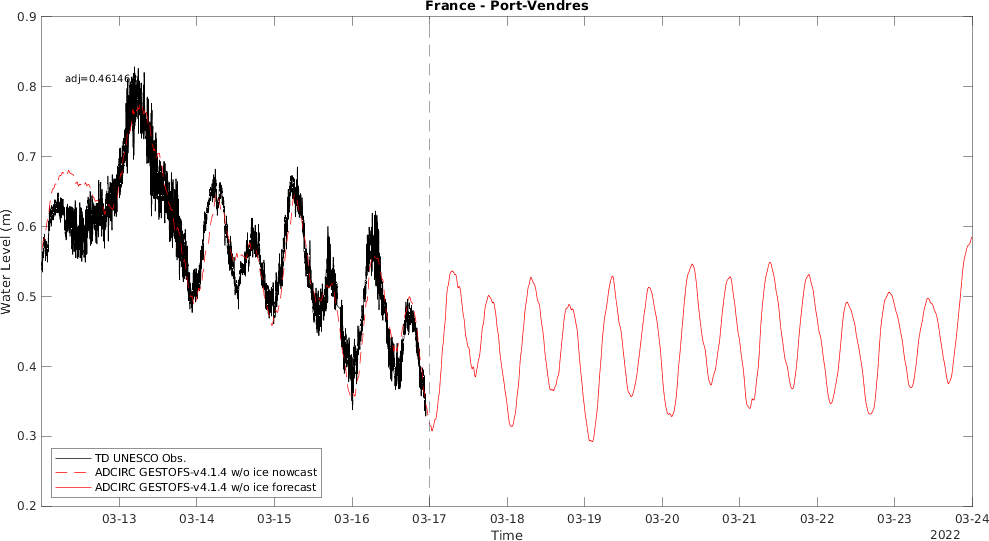 France - Port-Vendres
0.9
0.8
0.7
0.6
0.5
0.4
0.3
0.2
Water Level (m)
adj=0.46146
TD UNESCO Obs.
ADCIRC GESTOFS-v4.1.4 w/o ice nowcast
ADCIRC GESTOFS-v4.1.4 w/o ice forecast
03-13 03-14 03-15 03-16 03-17 03-18 03-19 03-20 03-21 03-22 03-23 03-24
Time
2022